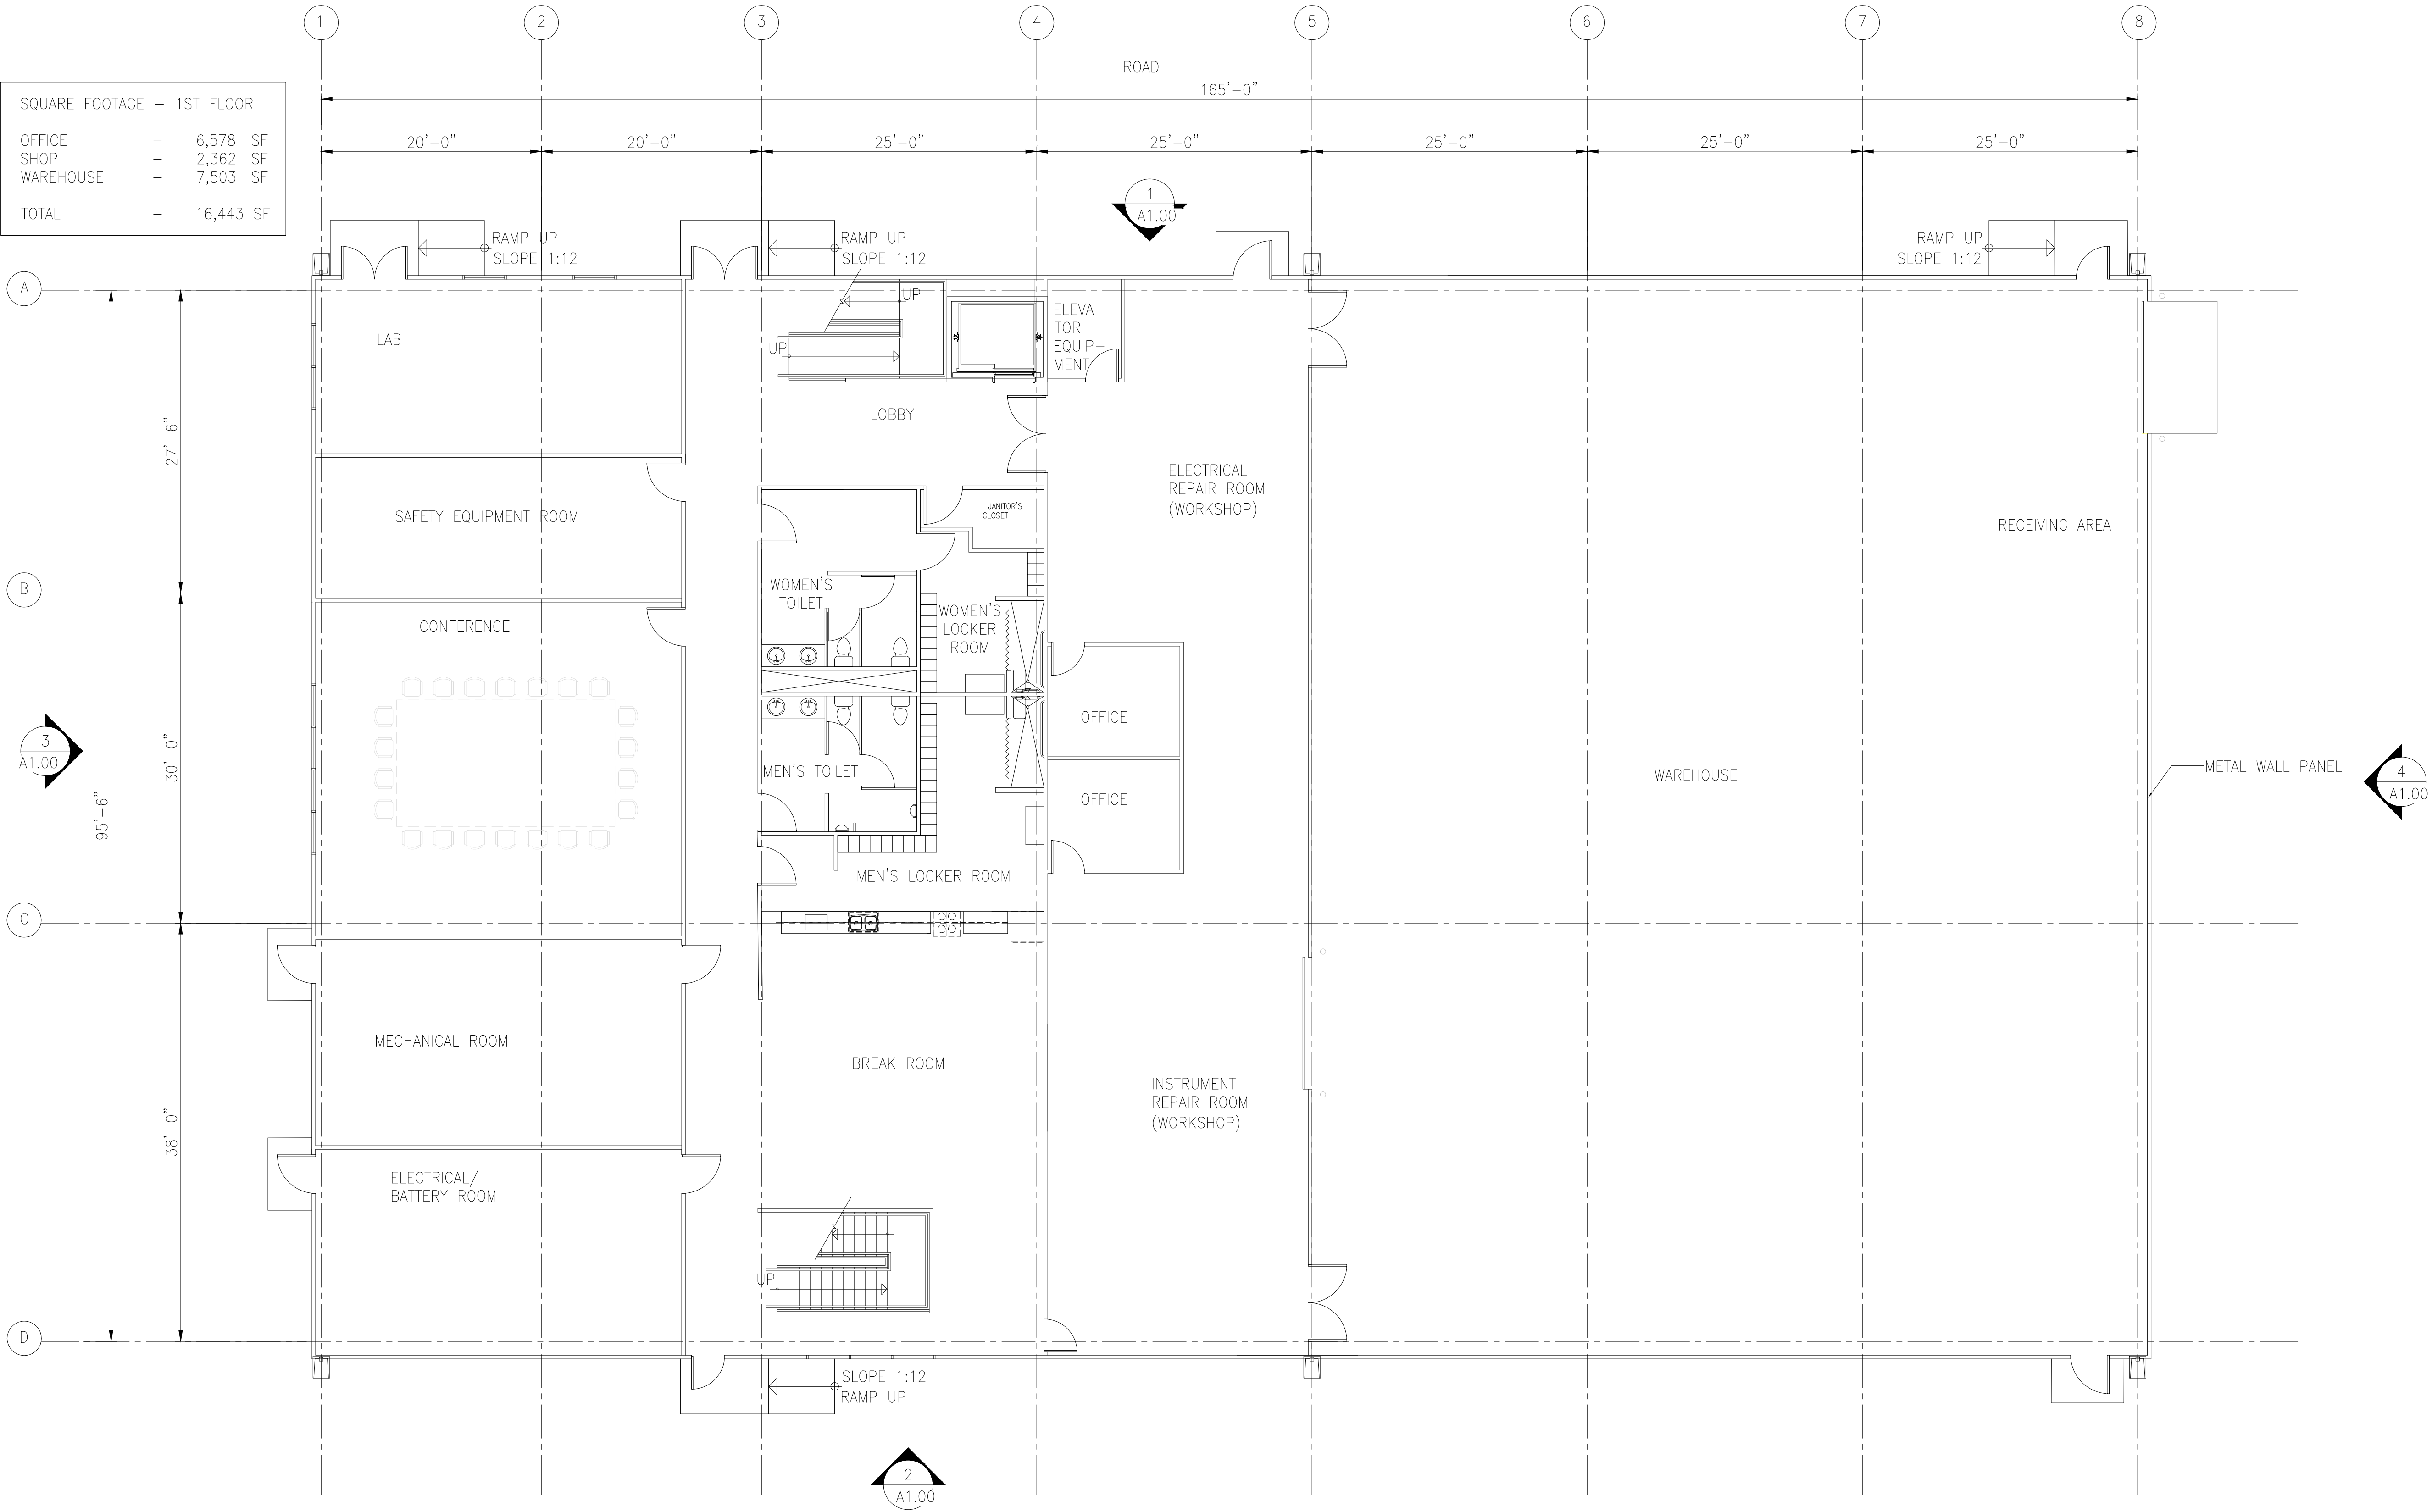 1
2
3
4
5
6
7
8
ROAD
165'-0"
SQUARE FOOTAGE - 1ST FLOOR
OFFICE - 6,578 SF
SHOP - 2,362 SF
WAREHOUSE - 7,503 SF
TOTAL - 16,443 SF
20'-0"
20'-0"
25'-0"
25'-0"
25'-0"
25'-0"
25'-0"
1
A1.00
RAMP UP
SLOPE 1:12
RAMP UP
SLOPE 1:12
RAMP UP
SLOPE 1:12
A
UP
UP
ELEVA-
TOR
EQUIP-
MENT
LAB
LOBBY
27'-6"
ELECTRICAL
REPAIR ROOM
(WORKSHOP)
SAFETY EQUIPMENT ROOM
JANITOR'S
CLOSET
RECEIVING AREA
B
WOMEN'S
TOILET
WOMEN'S
LOCKER
ROOM
CONFERENCE
OFFICE
3
A1.00
30'-0"
95'-6"
MEN'S TOILET
OFFICE
WAREHOUSE
METAL WALL PANEL
4
A1.00
MEN'S LOCKER ROOM
C
MECHANICAL ROOM
BREAK ROOM
INSTRUMENT
REPAIR ROOM
(WORKSHOP)
38'-0"
ELECTRICAL/
BATTERY ROOM
UP
D
SLOPE 1:12
RAMP UP
2
A1.00